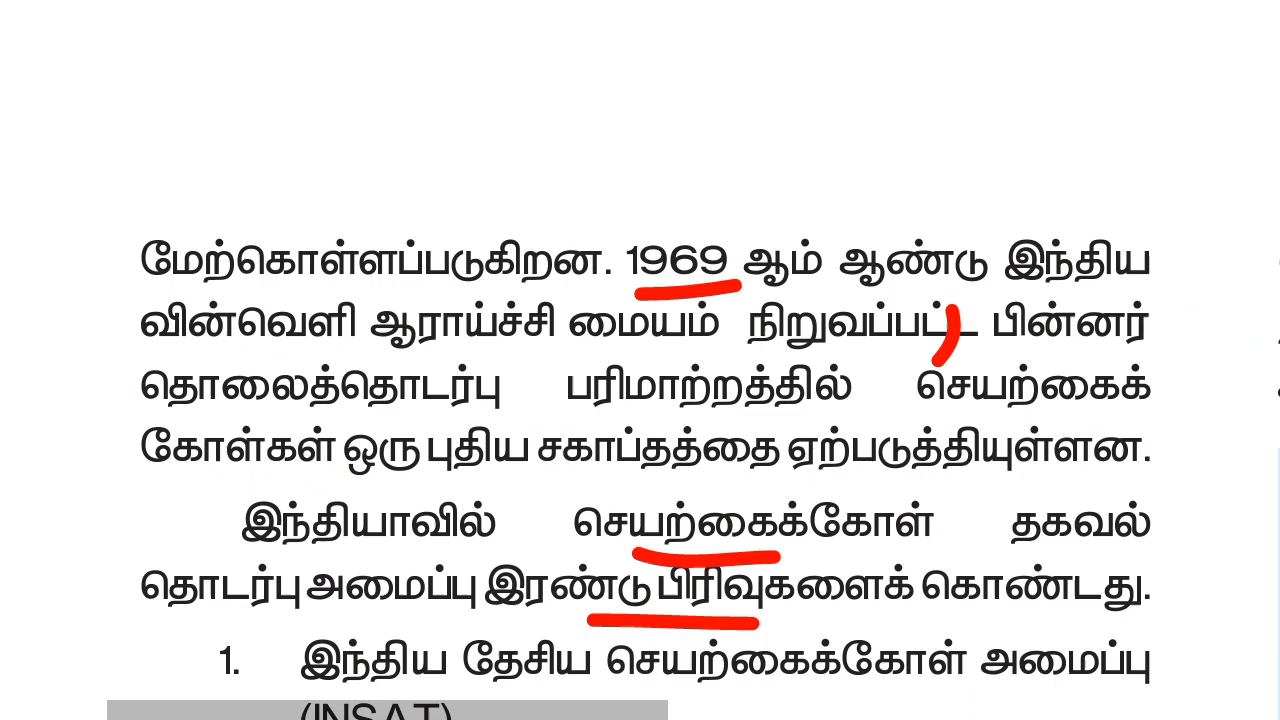 மேற்கொள்ளப்படுகிறன. 1969 ஆம் ஆண்டு இந்திய
வின்வெளி ஆராய்ச்சி மையம் நிறுவப்பட்ட பின்னர்
தொலைத்தொடர்பு பரிமாற்றத்தில் செயற்கைக்
கோள்கள் ஒரு புதிய சகாப்தத்தை ஏற்படுத்தியுள்ளன.
இந்தியாவில் செயற்கைக்கோள் தகவல்
தொடர்பு அமைப்பு இரண்டு பிரிவுகளைக் கொண்டது.
1. இந்திய தேசிய செயற்கைக்கோள் அமைப்பு
(INSAT)